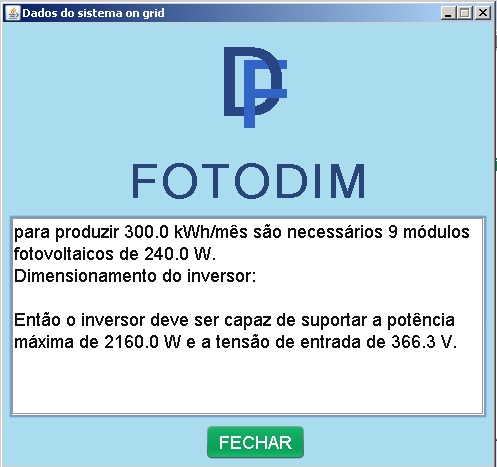 Dados do sistema on grid
DF
FOTODIM
para produzir 300.0 kWh/mês são necessários 9 módulos
fotovoltaicos de 240.0 W.
Dimensionamento do inversor:
Então o inversor deve ser capaz de suportar a potência
máxima de 2160.0 W e a tensão de entrada de 366.3 V.
FECHAR